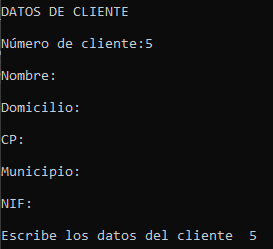 DATOS DE CLIENTE
Número de cliente:5
Nombre:
Domicilio:
CP:
Municipio:
NIF:
Escribe los datos del cliente  5